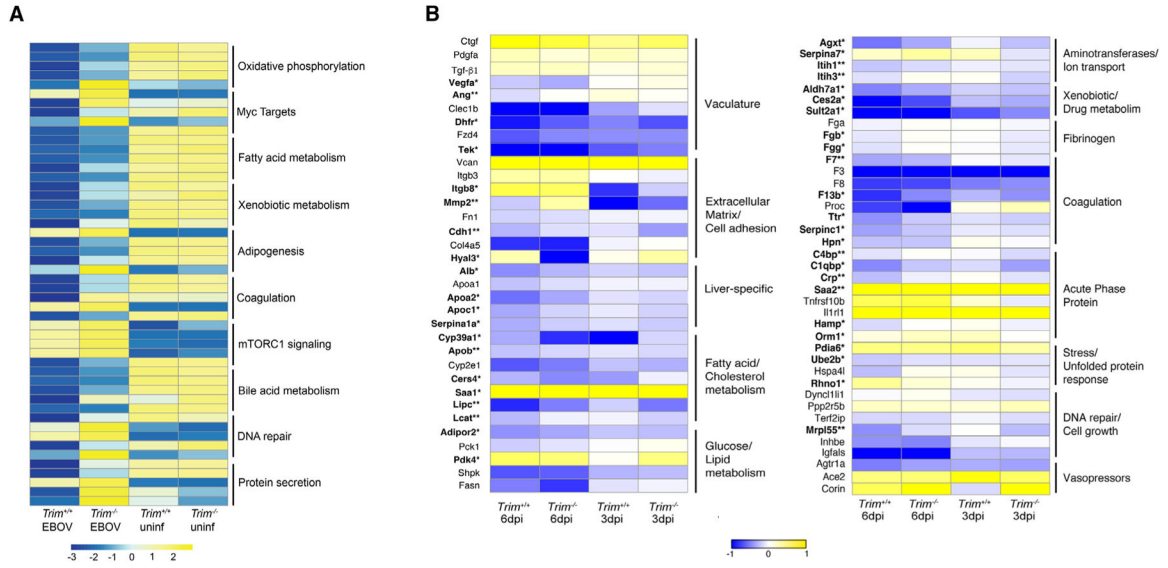 A
Oxidative phosphorylation
Myc Targets
Fatty acid metabolism
Xenobiotic metabolism
Adipogenesis
Coagulation
mTORC1 signaling
Bile acid metabolism
DNA repair
Protein secretion
Trim+/+ Trim-/- Trim+/+ Trim-/-
EBOV EBOV uninf uninf
-3 -2 -1 0 1 2
B
Ctgf
Pdgfa
Tgf-β1
Vegfa*
Ang**
Clec1b
Dhfr*
Fzd4
Tek*
Vaculature
Vcan
Itgb3
Itgb8*
Mmp2**
Fn1
Cdh1**
Col4a5
Hyal3*
Extracellular
Matrix/
Cell adhesion
Alb*
Apoa1
Apoa2*
Apoc1*
Serpina1a*
Liver-specific
Cyp39a1*
Apob**
Cyp2e1
Cers4*
Saa1*
Lipc**
Lcat**
Fatty acid/
Cholesterol
metabolism
Adipor2*
Pck1
Pdk4*
Shpk
Fasn
Glucose/
Lipid
metabolism
Trim+/+ Trim-/- Trim+/+ Trim-/-
6dpi 6dpi 3dpi 3dpi
Agxt*
Serpina7*
Itih1**
Itih3**
Aminotransferases/
Ion transport
Aldh7a1*
Ces2a*
Sult2a1*
Xenobiotic/
Drug metabolim
Fga
Fgb*
Fgg*
Fibrinogen
F7**
F3
F8
F13b*
Proc
Ttr*
Serpinc1*
Hpn*
Coagulation
C4bp**
C1qbp*
Crp**
Saa2**
Tnfrsf10b
Il1rl1
Hamp*
Orm1*
Acute Phase
Protein
Pdia6*
Ube2b*
Hspa4l
Rhno1*
Stress/
Unfolded protein
response
Dyncl1li1
Ppp2r5b
Terf2ip
Mrpl55**
Inhbe
Igfals
DNA repair/
Cell growth
Agtr1a
Ace2
Corin
Vasopressors
Trim+/+ Trim-/- Trim+/+ Trim-/-
6dpi 6dpi 3dpi 3dpi
-1 0 1